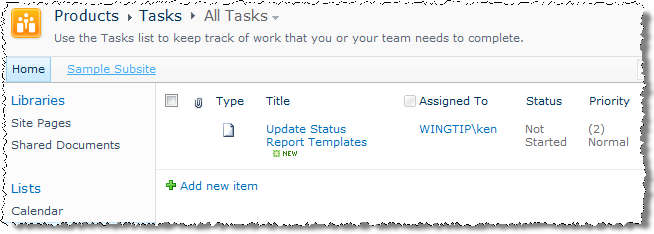 Products ▸ Tasks ▸ All Tasks ▾
Use the Tasks list to keep track of work that you or your team needs to complete.
Home Sample Subsite
Libraries
Site Pages
Shared Documents
Lists
Calendar
Type Title Assigned To Status Priority
Update Status WINGTIP\ken Not (2)
Report Templates Started Normal
NEW
Add new item